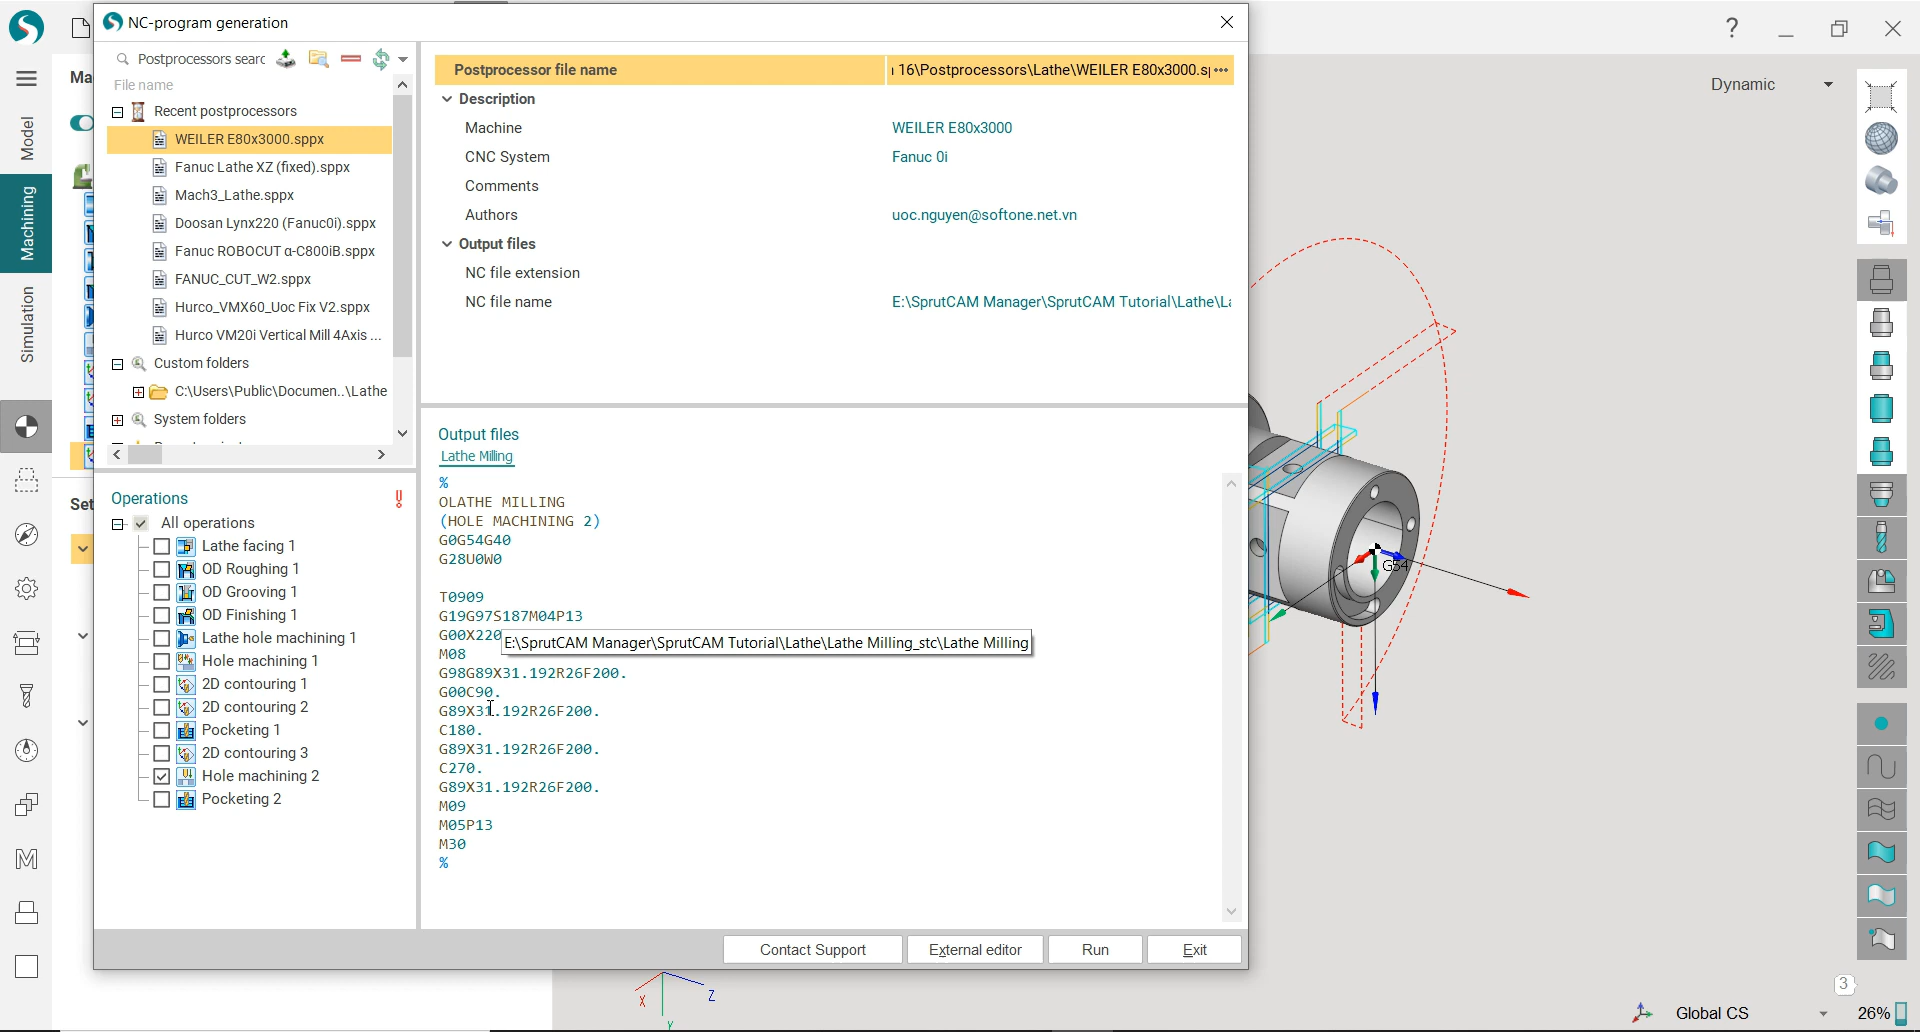 NC-program generation
Ma
Postprocessors searc
File name
Recent postprocessors
WEILER E80x3000.sppx
Fanuc Lathe XZ (fixed).sppx
Mach3_Lathe.sppx
Doosan Lynx220 (Fanuc0i).sppx
Fanuc ROBOCUT α-C800iB.sppx
FANUC_CUT_W2.sppx
Hurco_VMX60_Uoc Fix V2.sppx
Hurco VM20i Vertical Mill 4Axis ...
Custom folders
C:\Users\Public\Documen..\Lathe
System folders
Model
Machining
Simulation
Set
Postprocessor file name
16\Postprocessors\Lathe\WEILER E80x3000.s
Description
Machine
WEILER E80x3000
CNC System
Fanuc 0i
Comments
Authors
uoc.nguyen@softone.net.vn
Output files
NC file extension
NC file name
E:\SprutCAM Manager\SprutCAM Tutorial\Lathe\La
Operations
All operations
Lathe facing 1
OD Roughing 1
OD Grooving 1
OD Finishing 1
Lathe hole machining 1
Hole machining 1
2D contouring 1
2D contouring 2
Pocketing 1
2D contouring 3
Hole machining 2
Pocketing 2
Output files
Lathe Milling
%
OLATHE MILLING
(HOLE MACHINING 2)
G0G54G40
G28U0W0
T0909
G19G97S187M04P13
G00X220
E:\SprutCAM Manager\SprutCAM Tutorial\Lathe\Lathe Milling_stc\Lathe Milling
M08
G98G89X31.192R26F200.
G00C90.
G89X31.192R26F200.
C180.
G89X31.192R26F200.
C270.
G89X31.192R26F200.
M09
M05P13
M30
%
Contact Support
External editor
Run
Exit
?
Dynamic
G54
X
Z
Y
3
Global CS
26%